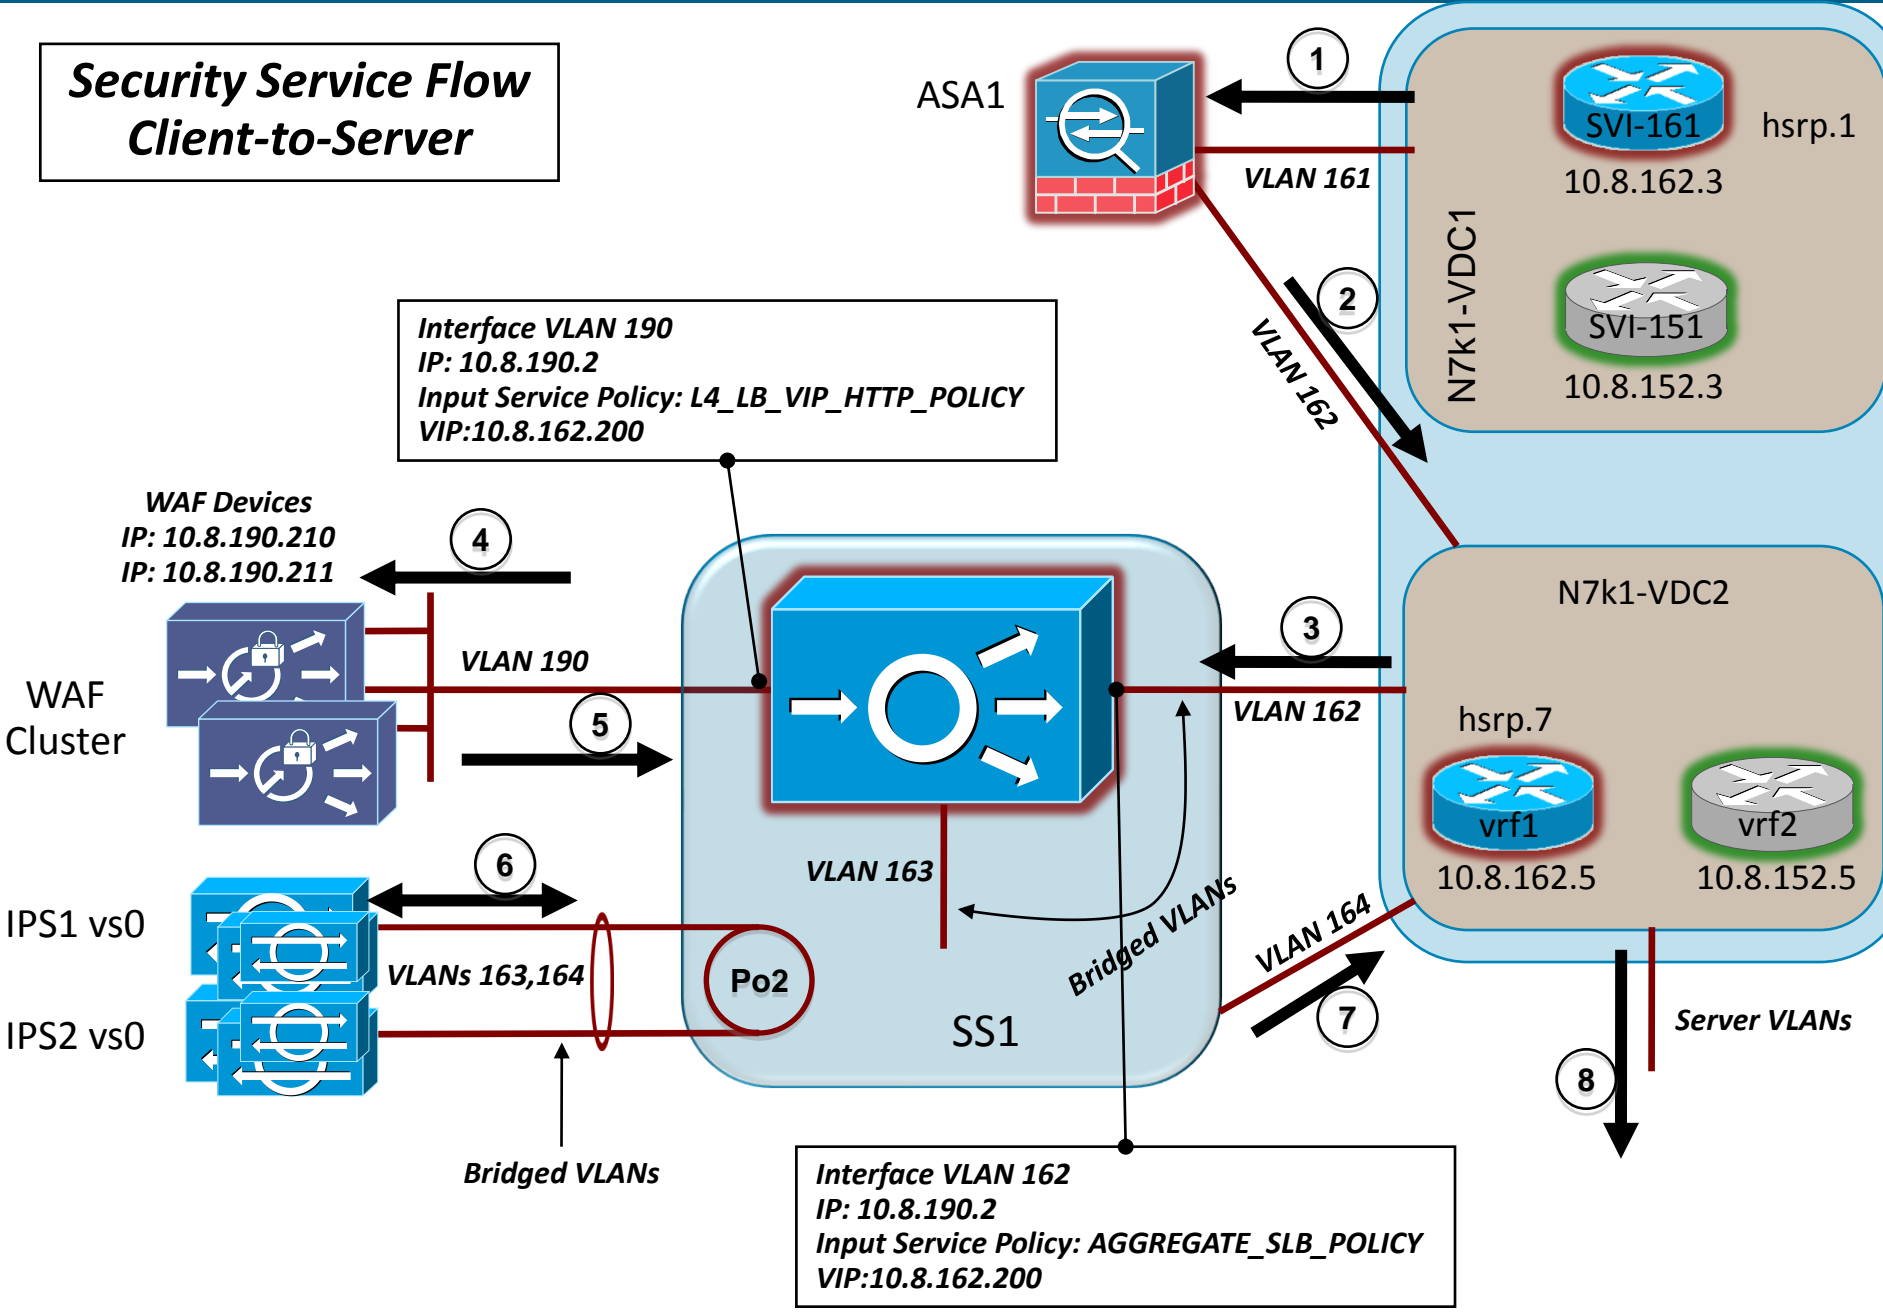 Security Service Flow
Client-to-Server
ASA1
1
VLAN 161
SVI-161
hsrp.1
10.8.162.3
N7k1-VDC1
SVI-151
10.8.152.3
2
VLAN 162
Interface VLAN 190
IP: 10.8.190.2
Input Service Policy: L4_LB_VIP_HTTP_POLICY
VIP:10.8.162.200
WAF Devices
IP: 10.8.190.210
IP: 10.8.190.211
4
WAF
Cluster
VLAN 190
5
3
VLAN 162
N7k1-VDC2
hsrp.7
vrf1
10.8.162.5
vrf2
10.8.152.5
VLAN 163
Bridged VLANs
6
IPS1 vs0
VLANs 163,164
IPS2 vs0
Po2
SS1
VLAN 164
7
Server VLANs
8
Bridged VLANs
Interface VLAN 162
IP: 10.8.190.2
Input Service Policy: AGGREGATE_SLB_POLICY
VIP:10.8.162.200